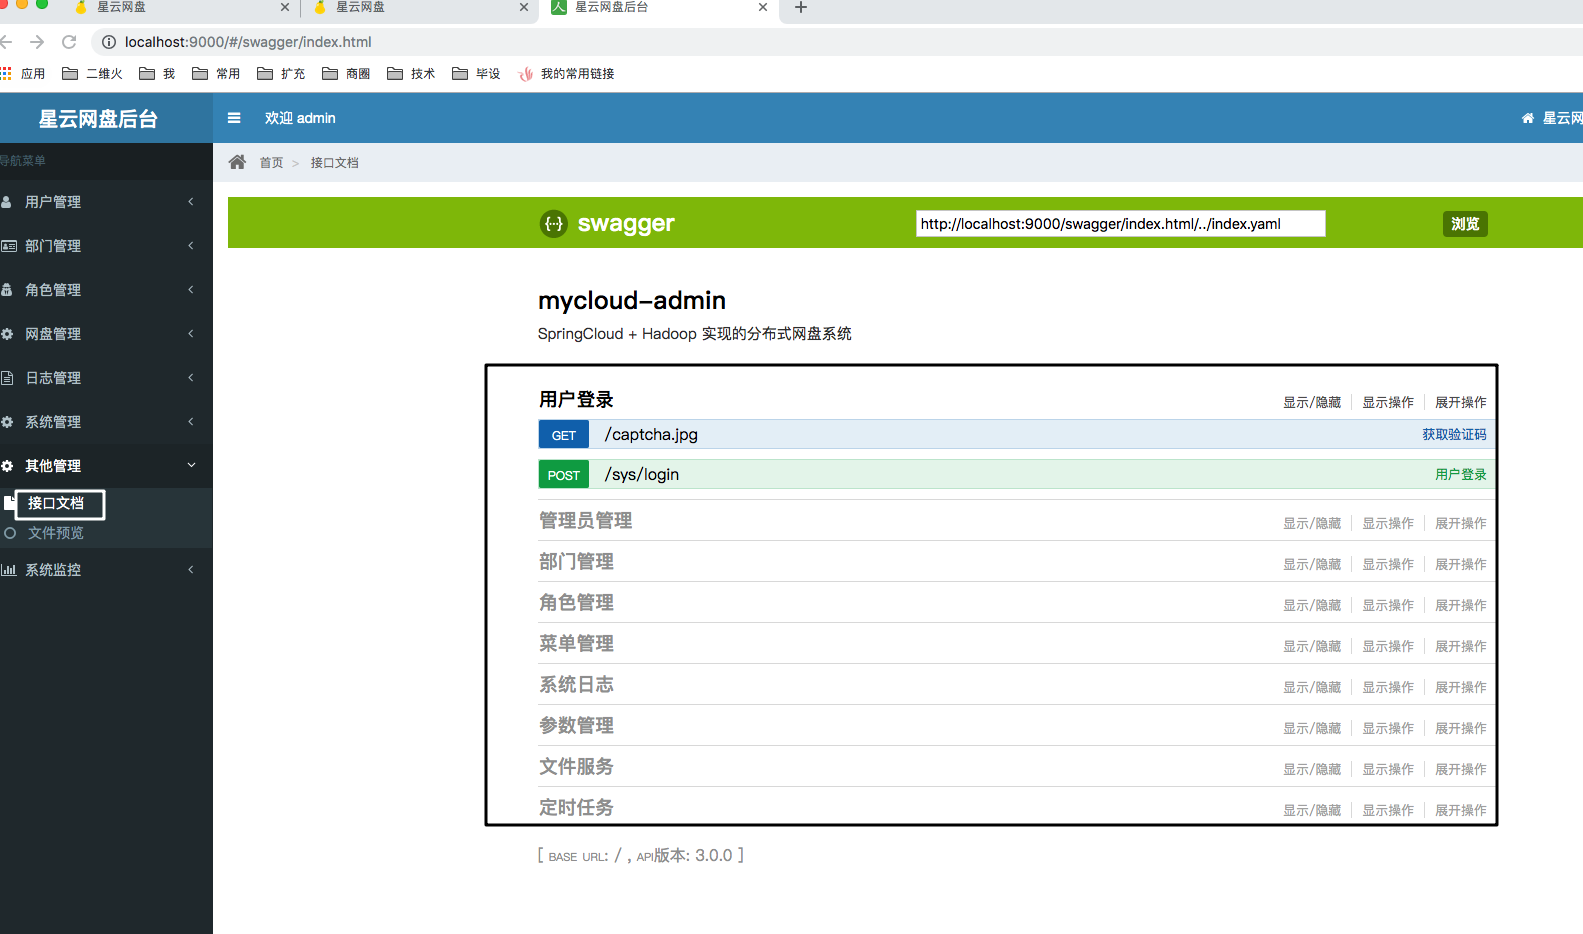 星云网盘
星云网盘
星云网盘后台
localhost:9000/#/swagger/index.html
应用 二维火 我 常用 扩充 商圈 技术 毕设 我的常用链接
星云网盘后台
欢迎 admin
星云网
导航菜单
首页 > 接口文档
用户管理
部门管理
角色管理
网盘管理
日志管理
系统管理
其他管理
接口文档
文件预览
系统监控
{···} swagger
http://localhost:9000/swagger/index.html/../index.yaml
浏览
mycloud-admin
SpringCloud + Hadoop 实现的分布式网盘系统
用户登录 显示/隐藏 显示操作 展开操作
GET /captcha.jpg 获取验证码
POST /sys/login 用户登录
管理员管理 显示/隐藏 显示操作 展开操作
部门管理 显示/隐藏 显示操作 展开操作
角色管理 显示/隐藏 显示操作 展开操作
菜单管理 显示/隐藏 显示操作 展开操作
系统日志 显示/隐藏 显示操作 展开操作
参数管理 显示/隐藏 显示操作 展开操作
文件服务 显示/隐藏 显示操作 展开操作
定时任务 显示/隐藏 显示操作 展开操作
[ BASE URL: / , API版本: 3.0.0 ]